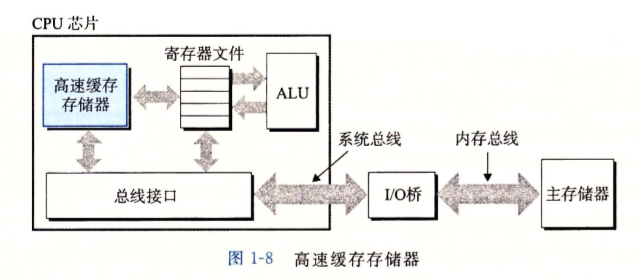 CPU 芯片
寄存器文件
高速缓存
存储器
ALU
系统总线
内存总线
总线接口
I/O桥
主存储器
图 1-8 高速缓存存储器